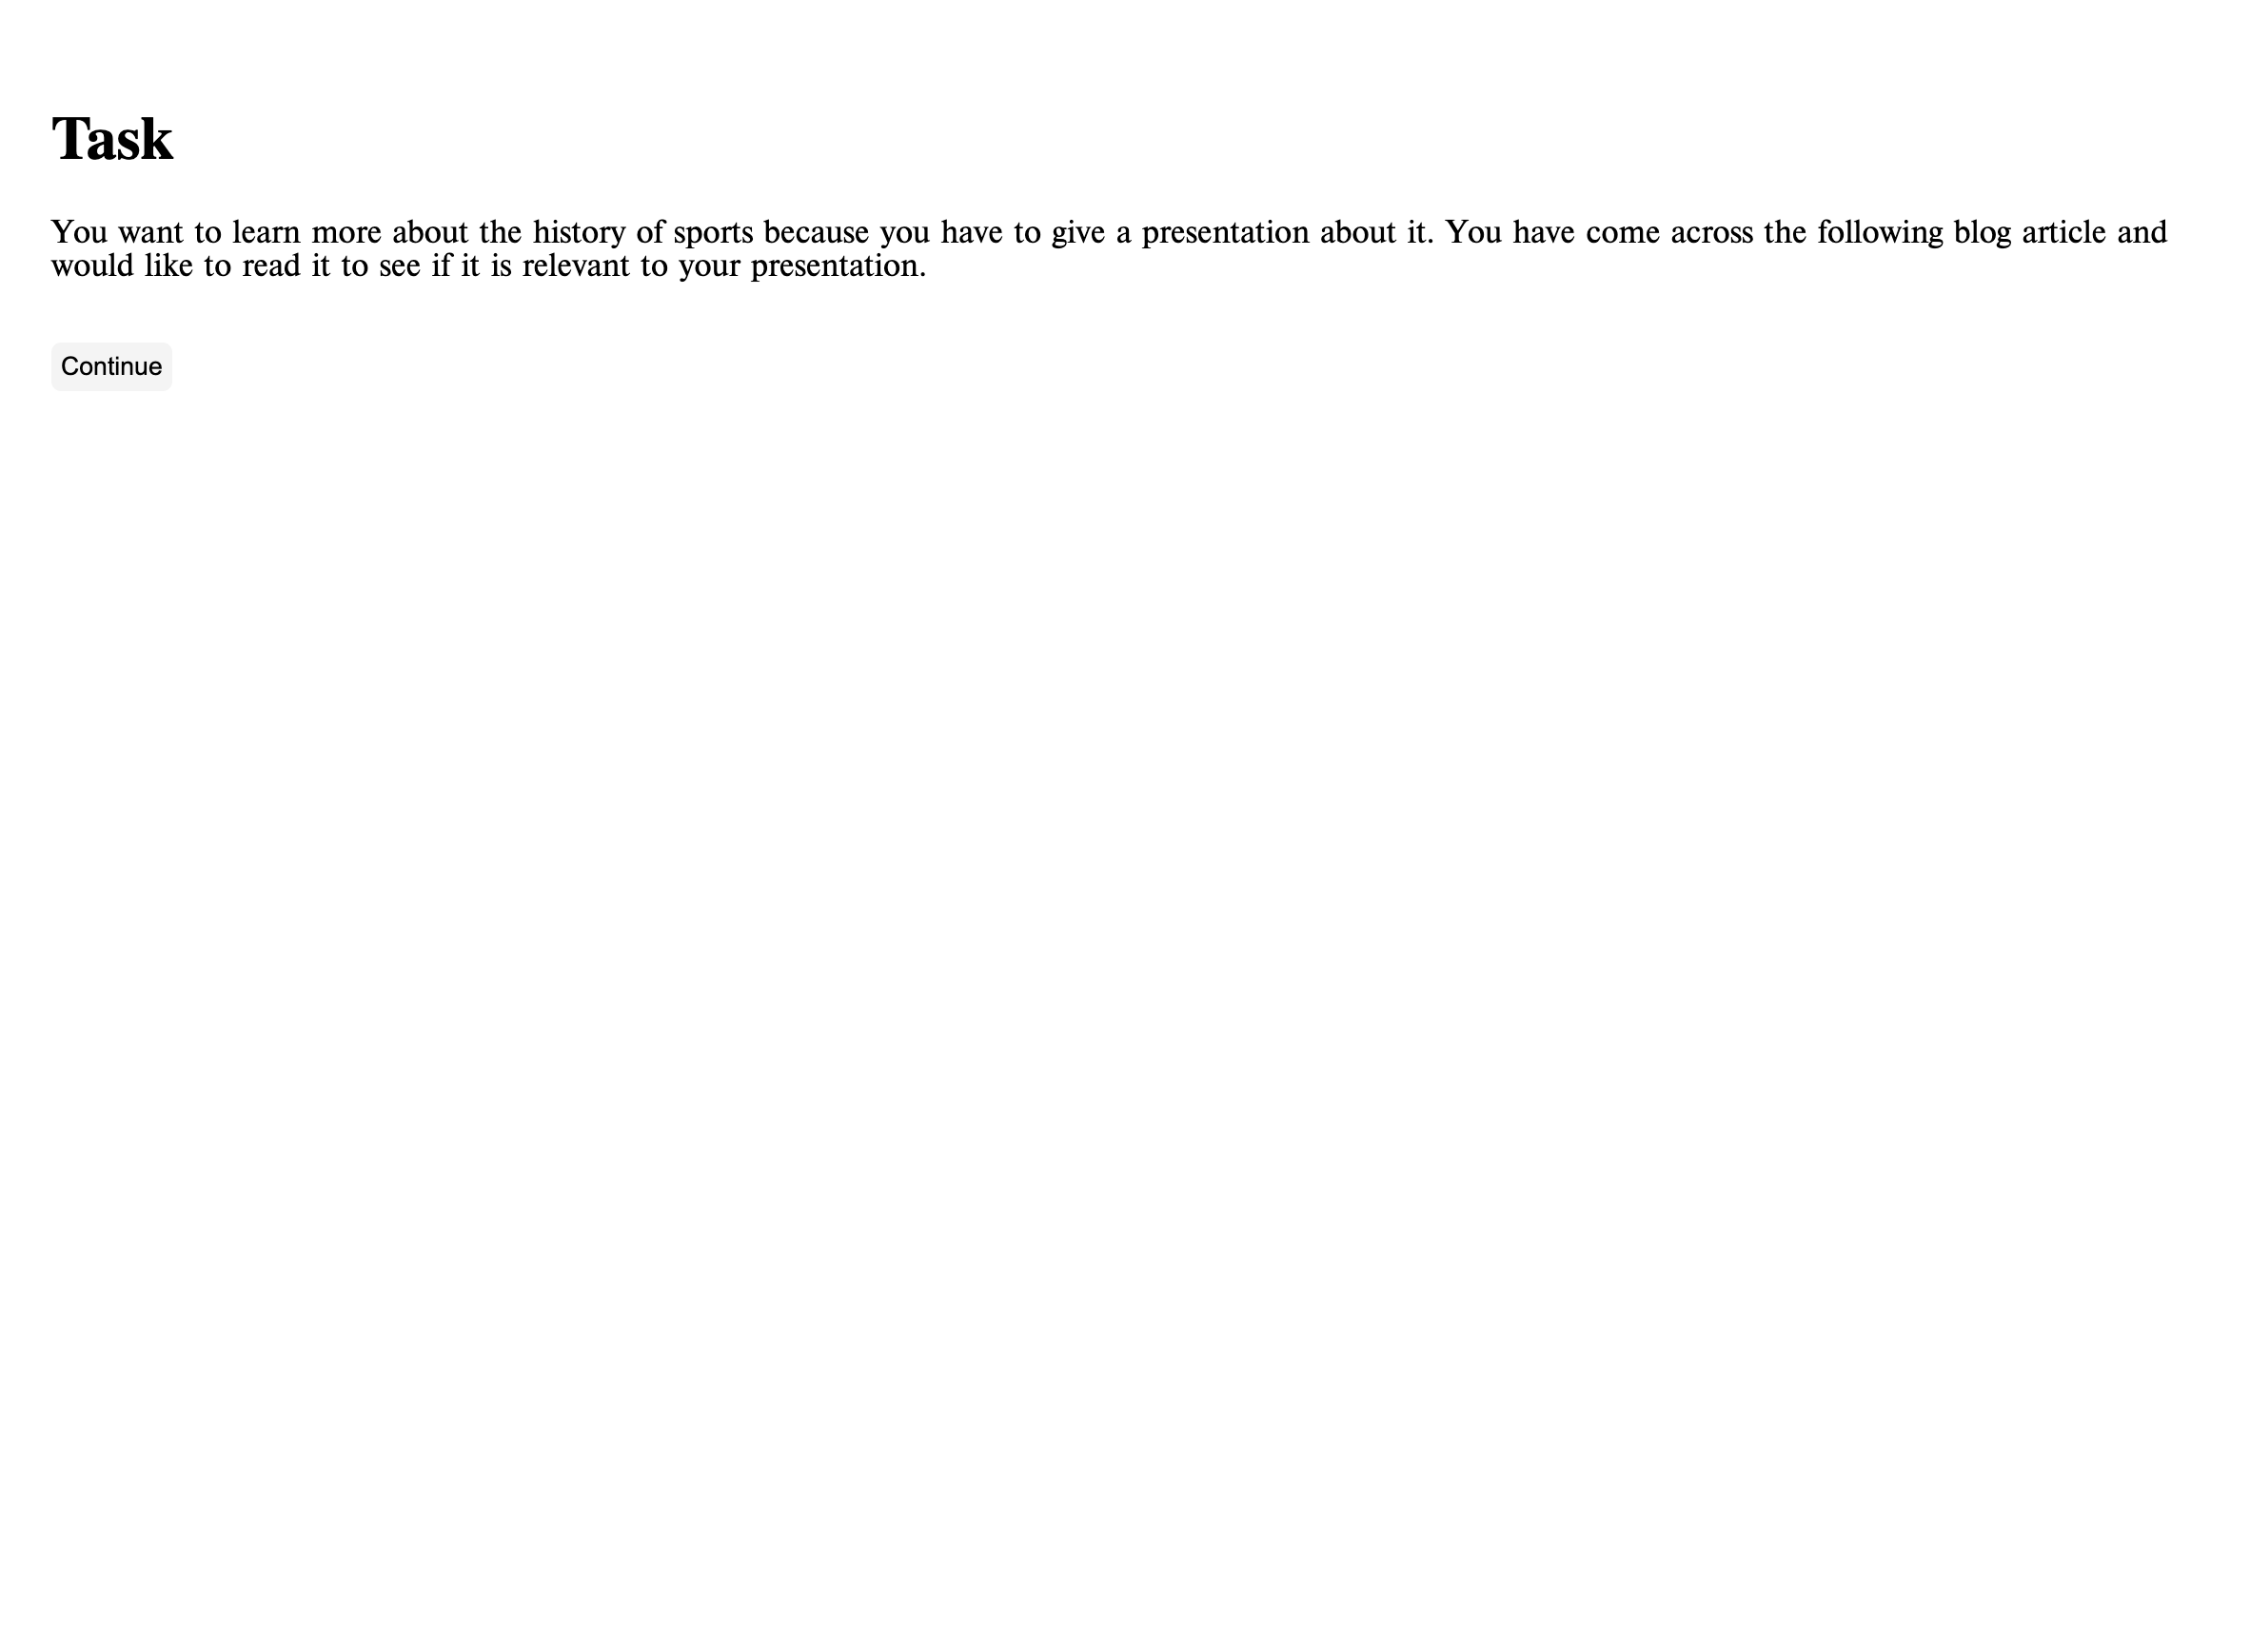 Task
You want to learn more about the history of sports because you have to give a presentation about it. You have come across the following blog article and
would like to read it to see if it is relevant to your presentation.
Continue